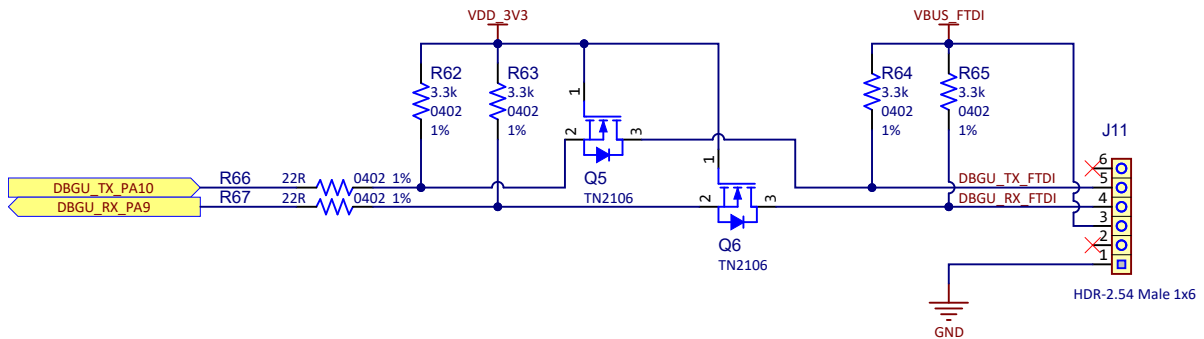 VDD_3V3
VBUS_FTDI
R62
3.3k
0402
1%
R63
3.3k
0402
1%
R64
3.3k
0402
1%
R65
3.3k
0402
1%
1
2
3
Q5
TN2106
1
2
3
Q6
TN2106
J11
6
5
4
3
2
1
DBGU_TX_PA10
R66
22R
0402 1%
DBGU_RX_PA9
R67
22R
0402 1%
DBGU_TX_FTDI
DBGU_RX_FTDI
HDR-2.54 Male 1x6
GND